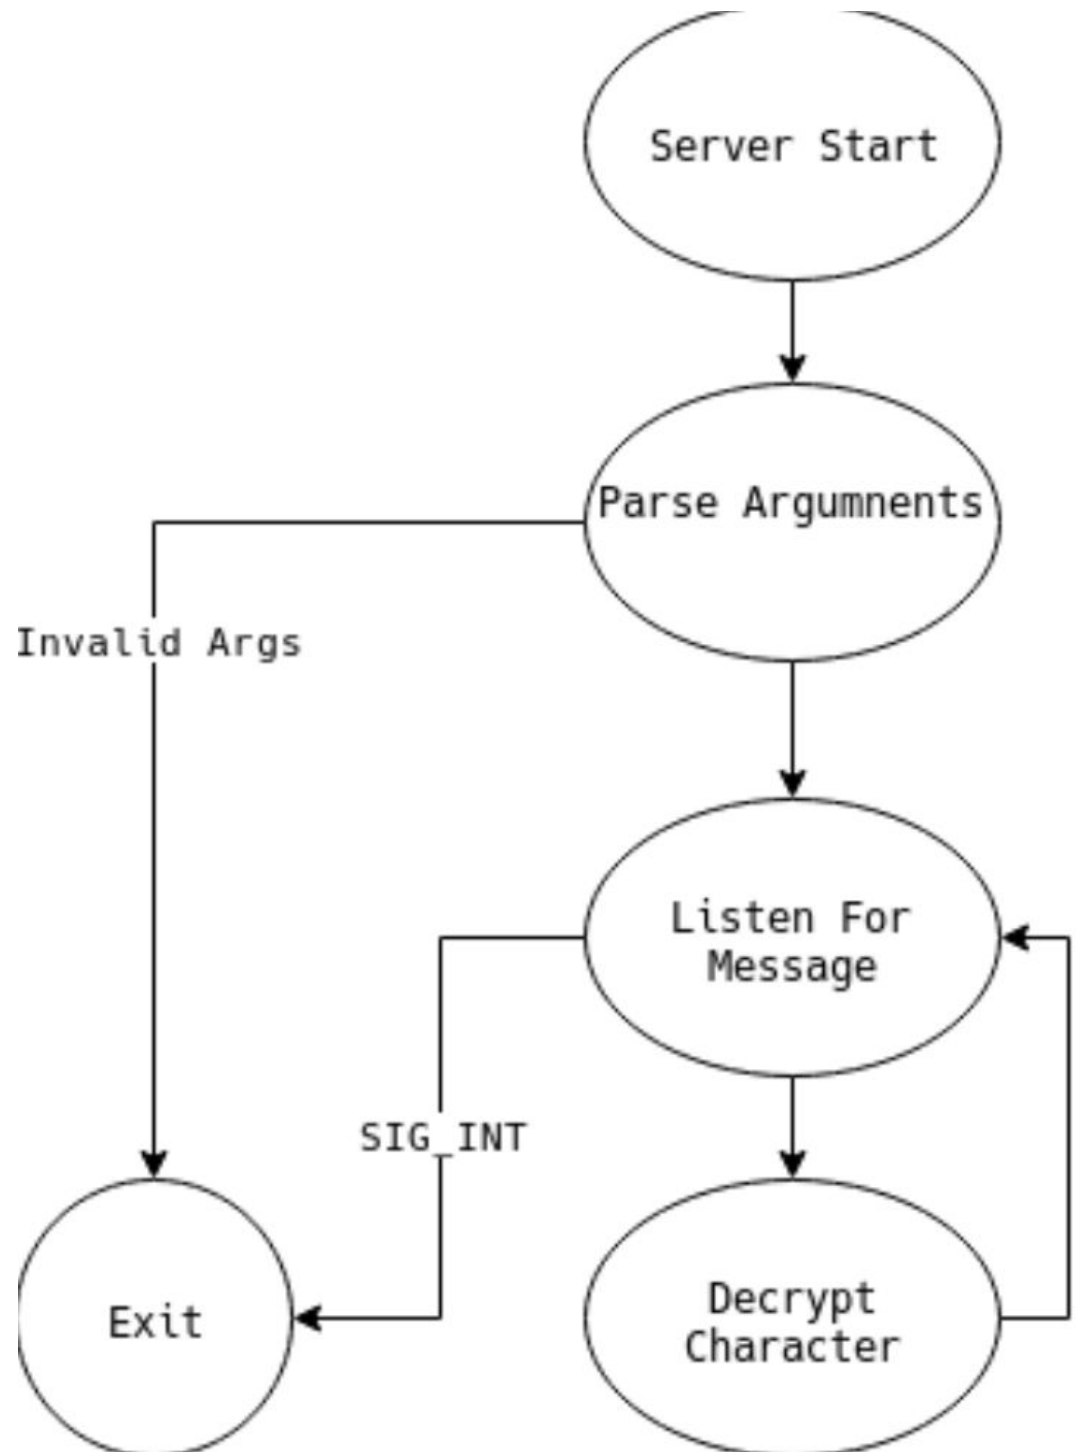 Server Start
Parse Argumnents
Invalid Args
Listen For
Message
SIG_INT
Exit
Decrypt
Character